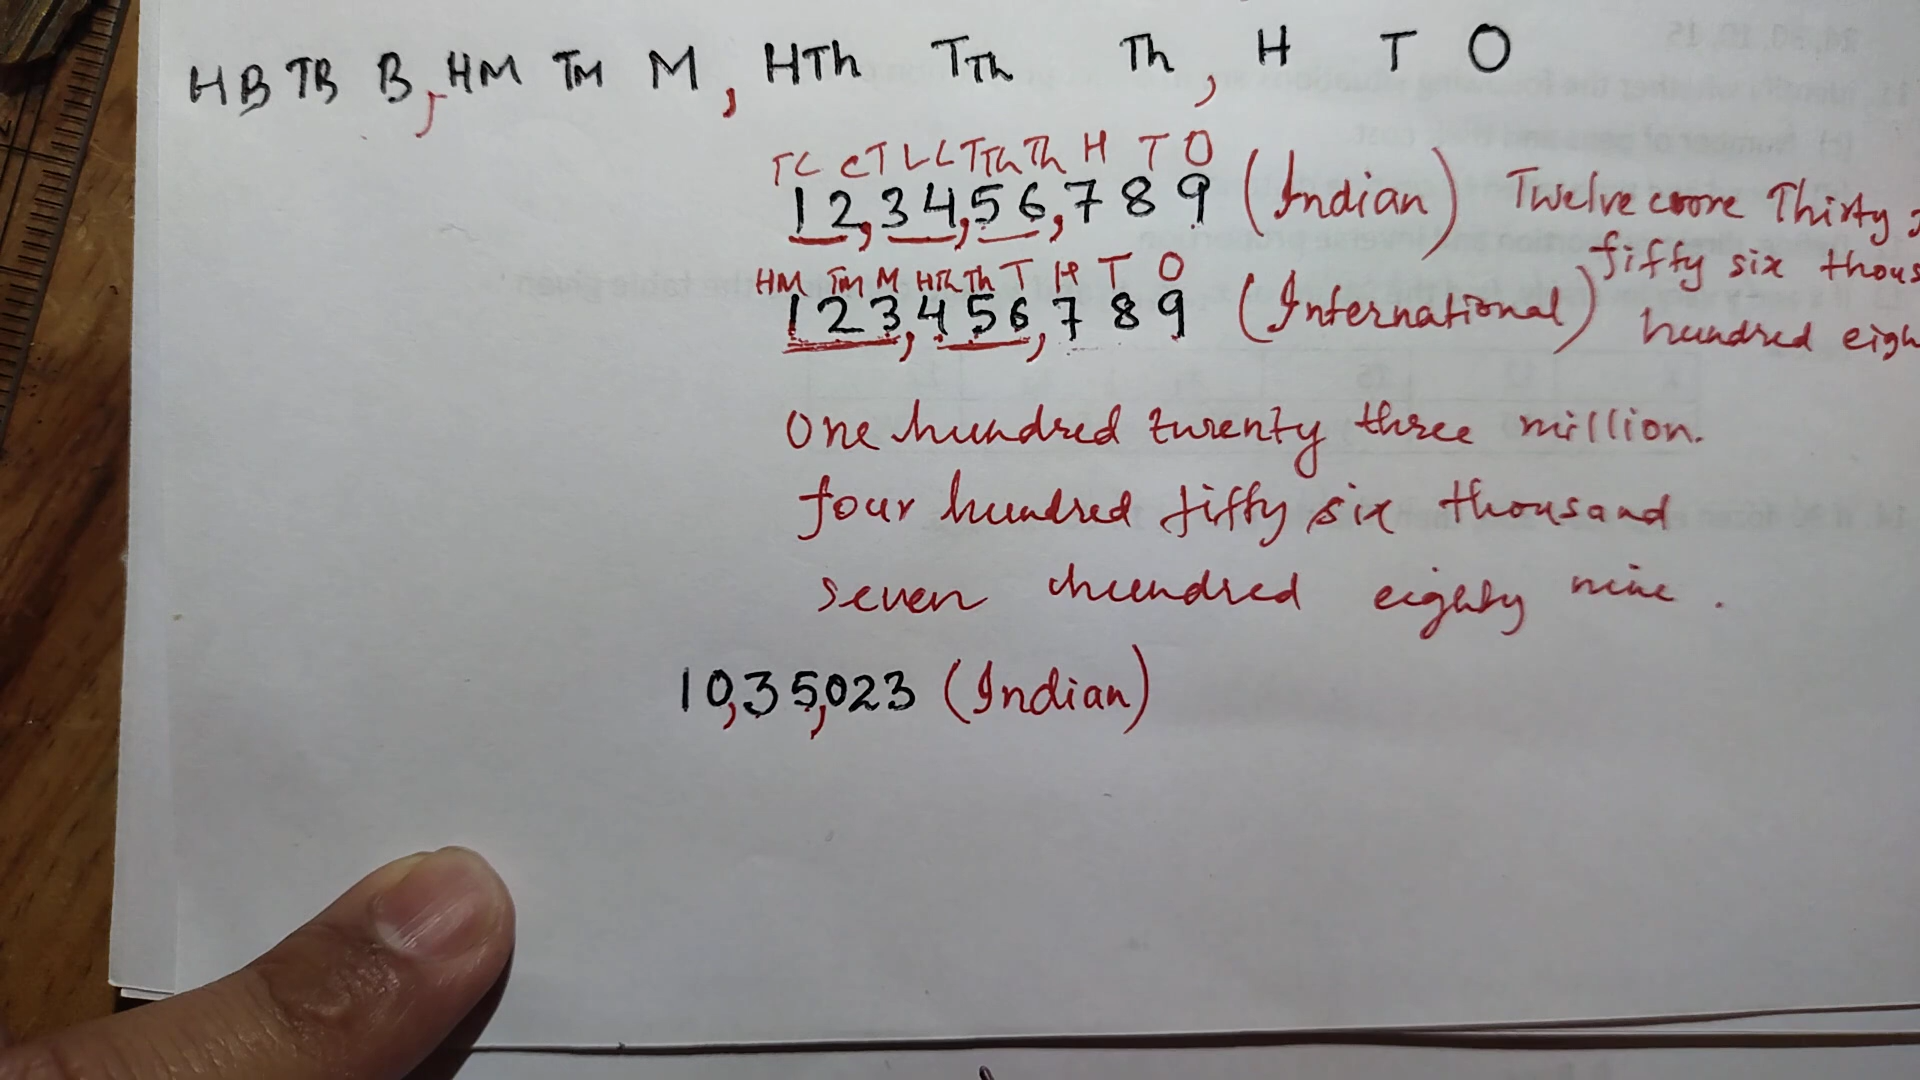 HB TB B, HM TM M, HTh TTh Th, H T O
TC C TL L TTh Th H T O
12,34,56,789 (Indian) Twelve crore Thirty
fifty six thous
HM TM M HTh Th T H T O
123,456,789 (International)
hundred eigh
One hundred twenty three million.
four hundred fiffy six thousand
seven hundred eighty nine.
10,35,023 (Indian)